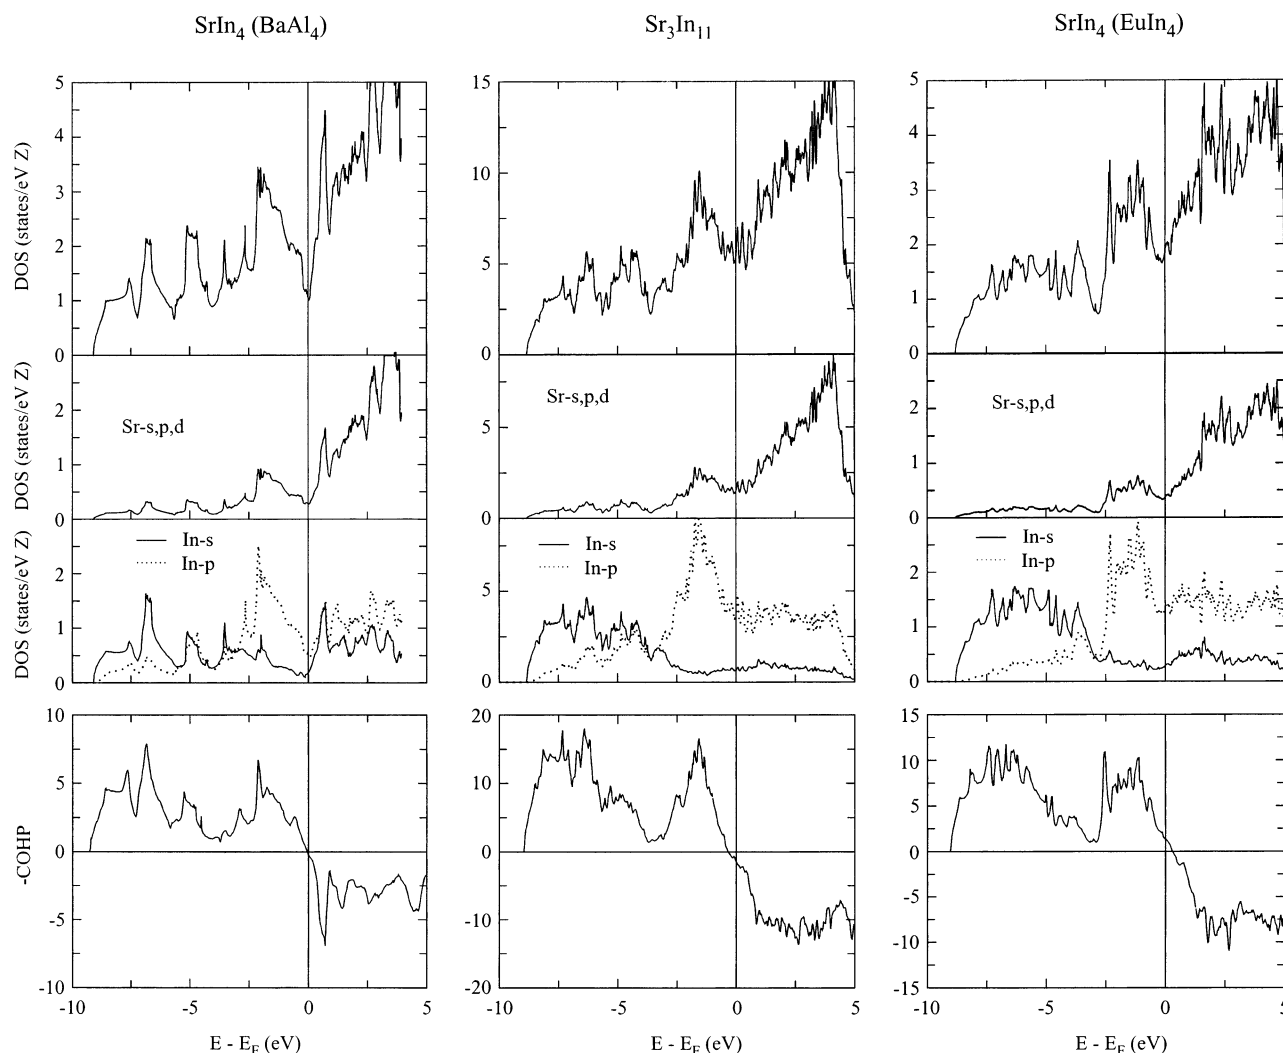 SrIn4 (BaAl4)
Sr3In11
SrIn4 (EuIn4)
DOS (states/eV Z)
5
4
3
2
1
0
15
10
5
0
5
4
3
2
1
0
DOS (states/eV Z)
Sr-s,p,d
2
1
0
Sr-s,p,d
5
0
Sr-s,p,d
2
1
0
DOS (states/eV Z)
In-s
In-p
2
1
0
In-s
In-p
5
0
In-s
In-p
2
1
0
-COHP
10
5
0
-5
-10
20
10
0
-10
-20
15
10
5
0
-5
-10
-15
-10 -5 0 5
-10 -5 0 5
-10 -5 0 5
E - EF (eV)
E - EF (eV)
E - EF (eV)